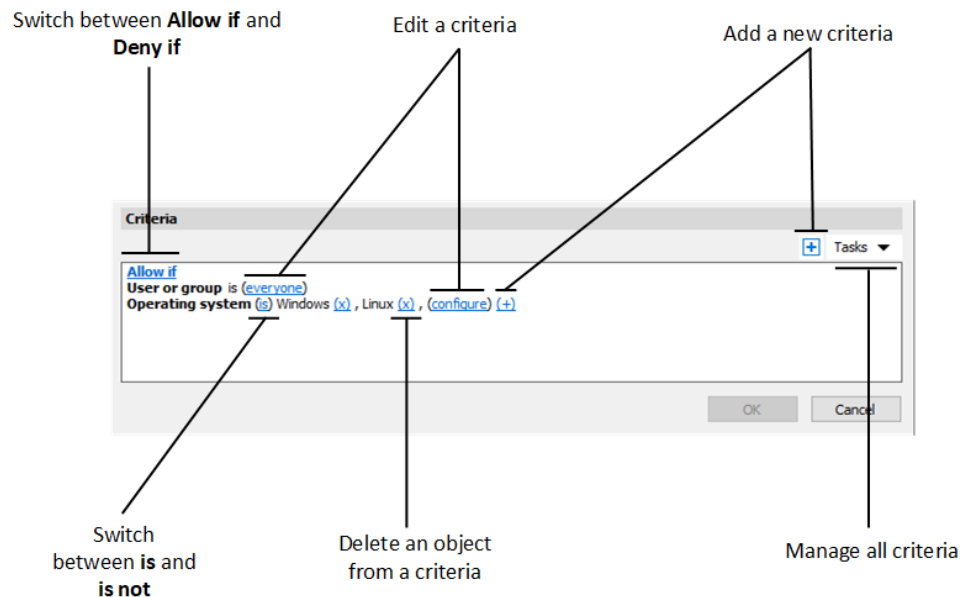 Switch between Allow if and
Deny if
Edit a criteria
Add a new criteria
Criteria
+ Tasks
Allow if
User or group is (everyone)
Operating system (is) Windows (x) , Linux (x) , (configure) (+)
OK Cancel
Switch
between is and
is not
Delete an object
from a criteria
Manage all criteria